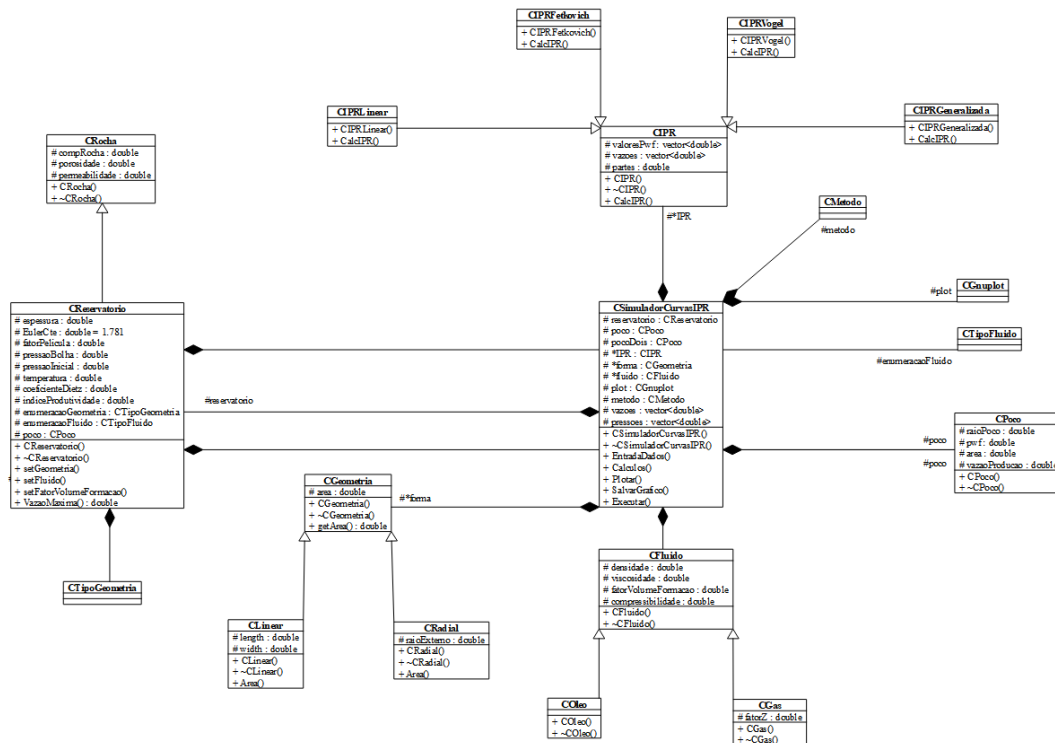 CIPRFetkovich
+ CIPRFetkovich()
+ CalcIPR()
CIPRVogel
+ CIPRVogel()
+ CalcIPR()
CIPRLinear
+ CIPRLinear()
+ CalcIPR()
CIPRGeneralizada
+ CIPRGeneralizada()
+ CalcIPR()
CIPR
# valoresPwf : vector<double>
# vazoes : vector<double>
# partes : double
+ CIPR()
+ ~CIPR()
+ CalcIPR()
CRocha
# compRocha : double
# porosidade : double
# permeabilidade : double
+ CRocha()
+ ~CRocha()
#*IPR
CMetodo
#metodo
CGnuplot
#plot
CTipoFluido
#enumeracaoFluido
CReservatorio
# espessura : double
# EulerCte : double = 1.781
# fatorPelicula : double
# pressaoBolha : double
# pressaoInicial : double
# temperatura : double
# coeficienteDietz : double
# indiceProdutividade : double
# enumeracaoGeometria : CTipoGeometria
# enumeracaoFluido : CTipoFluido
# poco : CPoco
+ CReservatorio()
+ ~CReservatorio()
+ setGeometria()
+ setFluido()
+ setFatorVolumeFormacao()
+ VazaoMaxima() : double
#reservatorio
CSimuladorCurvasIPR
# reservatorio : CReservatorio
# poco : CPoco
# pocoDois : CPoco
# *IPR : CIPR
# *forma : CGeometria
# *fluido : CFluido
# plot : CGnuplot
# metodo : CMetodo
# vazoes : vector<double>
# pressoes : vector<double>
+ CSimuladorCurvasIPR()
+ ~CSimuladorCurvasIPR()
+ EntradaDados()
+ Calculos()
+ Plotar()
+ SalvarGrafico()
+ Executar()
#poco
#poco
CPoco
# raioPoco : double
# pwf : double
# area : double
# vazaoProducao : double
+ CPoco()
+ ~CPoco()
CGeometria
# area : double
+ CGeometria()
+ ~CGeometria()
+ getArea() : double
#*forma
CTipoGeometria
CLinear
# length : double
# width : double
+ CLinear()
+ ~CLinear()
+ Area()
CRadial
# raioExterno : double
+ CRadial()
+ ~CRadial()
+ Area()
CFluido
# densidade : double
# viscosidade : double
# fatorVolumeFormacao : double
# compressibilidade : double
+ CFluido()
+ ~CFluido()
COleo
+ COleo()
+ ~COleo()
CGas
# fatorZ : double
+ CGas()
+ ~CGas()